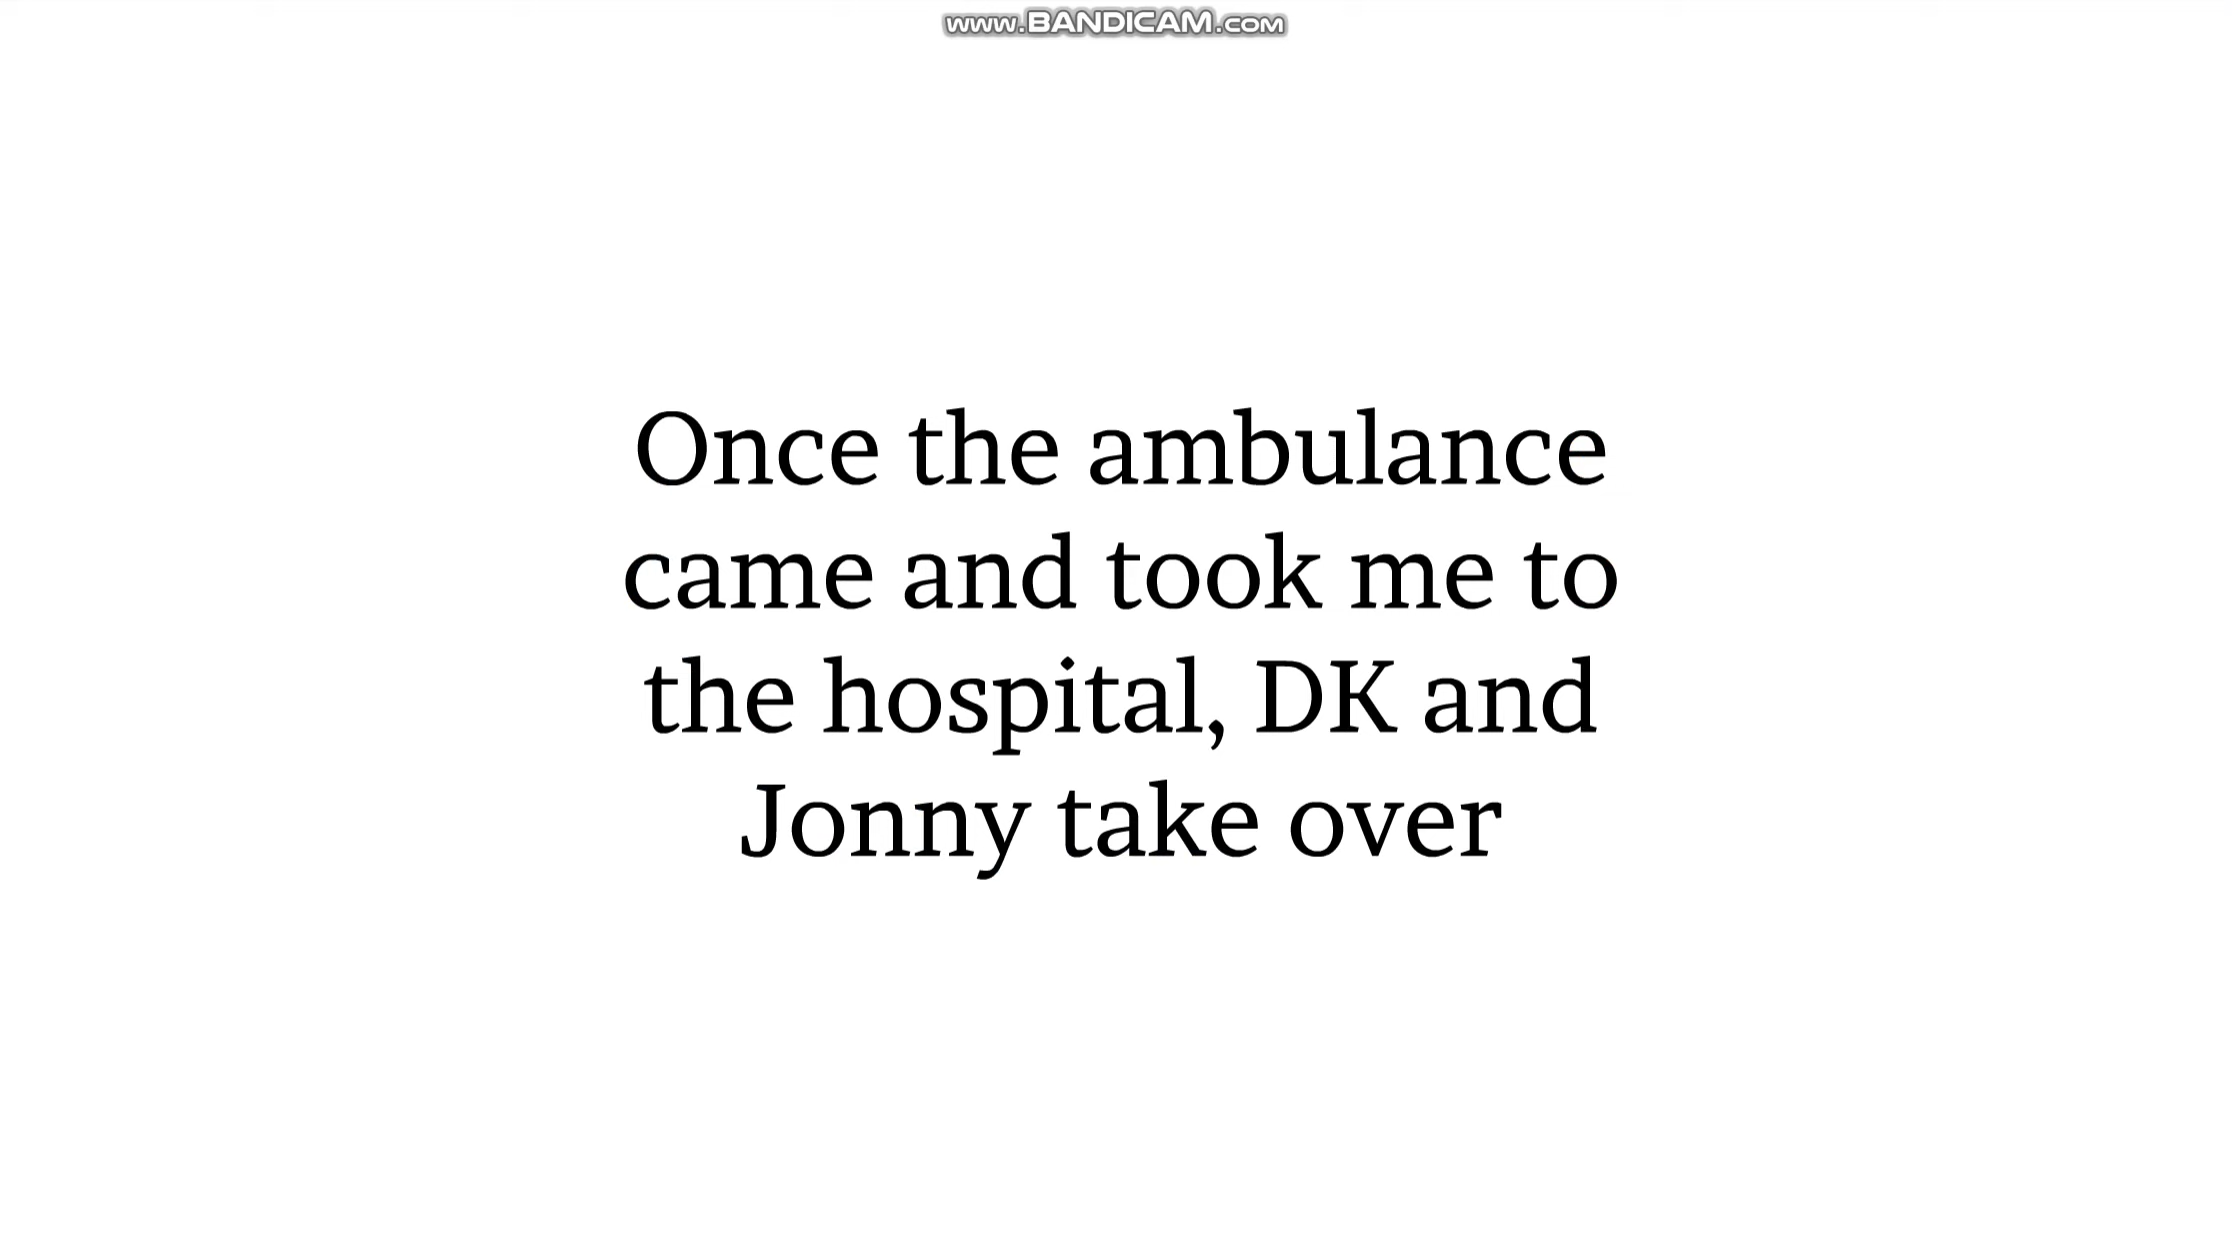 www.BANDICAM.com
Once the ambulance
came and took me to
the hospital, DK and
Jonny take over